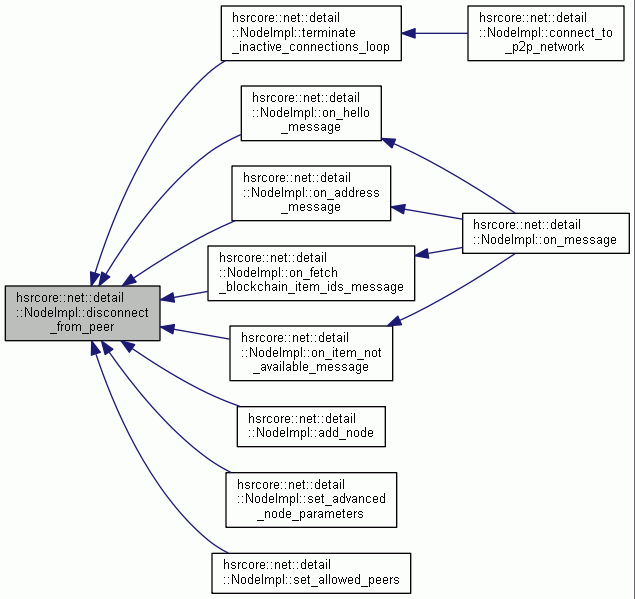 hsrcore::net::detail
::NodeImpl::terminate
_inactive_connections_loop
hsrcore::net::detail
::NodeImpl::connect_to
_p2p_network
hsrcore::net::detail
::NodeImpl::on_hello
_message
hsrcore::net::detail
::NodeImpl::on_address
_message
hsrcore::net::detail
::NodeImpl::on_message
hsrcore::net::detail
::NodeImpl::on_fetch
_blockchain_item_ids_message
hsrcore::net::detail
::NodeImpl::disconnect
_from_peer
hsrcore::net::detail
::NodeImpl::on_item_not
_available_message
hsrcore::net::detail
::NodeImpl::add_node
hsrcore::net::detail
::NodeImpl::set_advanced
_node_parameters
hsrcore::net::detail
::NodeImpl::set_allowed_peers